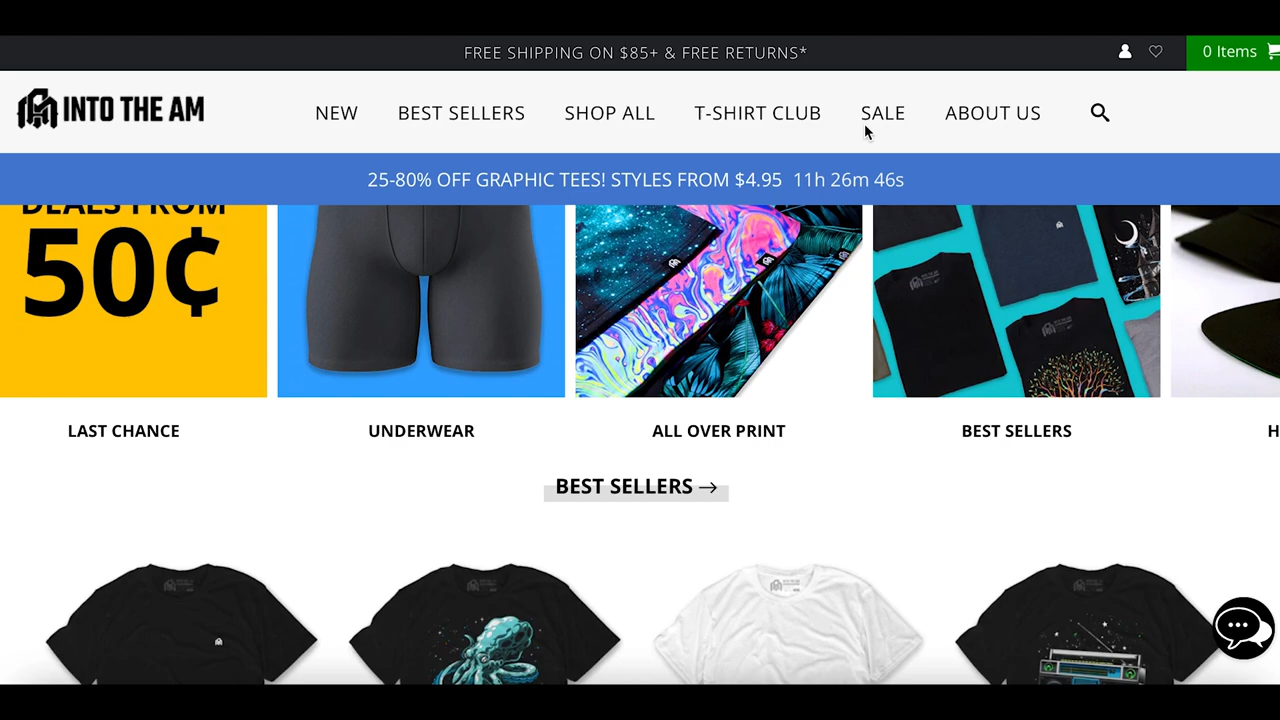 FREE SHIPPING ON $85+ & FREE RETURNS*
0 Items
INTO THE AM
NEW
BEST SELLERS
SHOP ALL
T-SHIRT CLUB
SALE
ABOUT US
25-80% OFF GRAPHIC TEES! STYLES FROM $4.95 11h 26m 46s
DEALS FROM
50¢
LAST CHANCE
UNDERWEAR
ALL OVER PRINT
BEST SELLERS
H
BEST SELLERS →